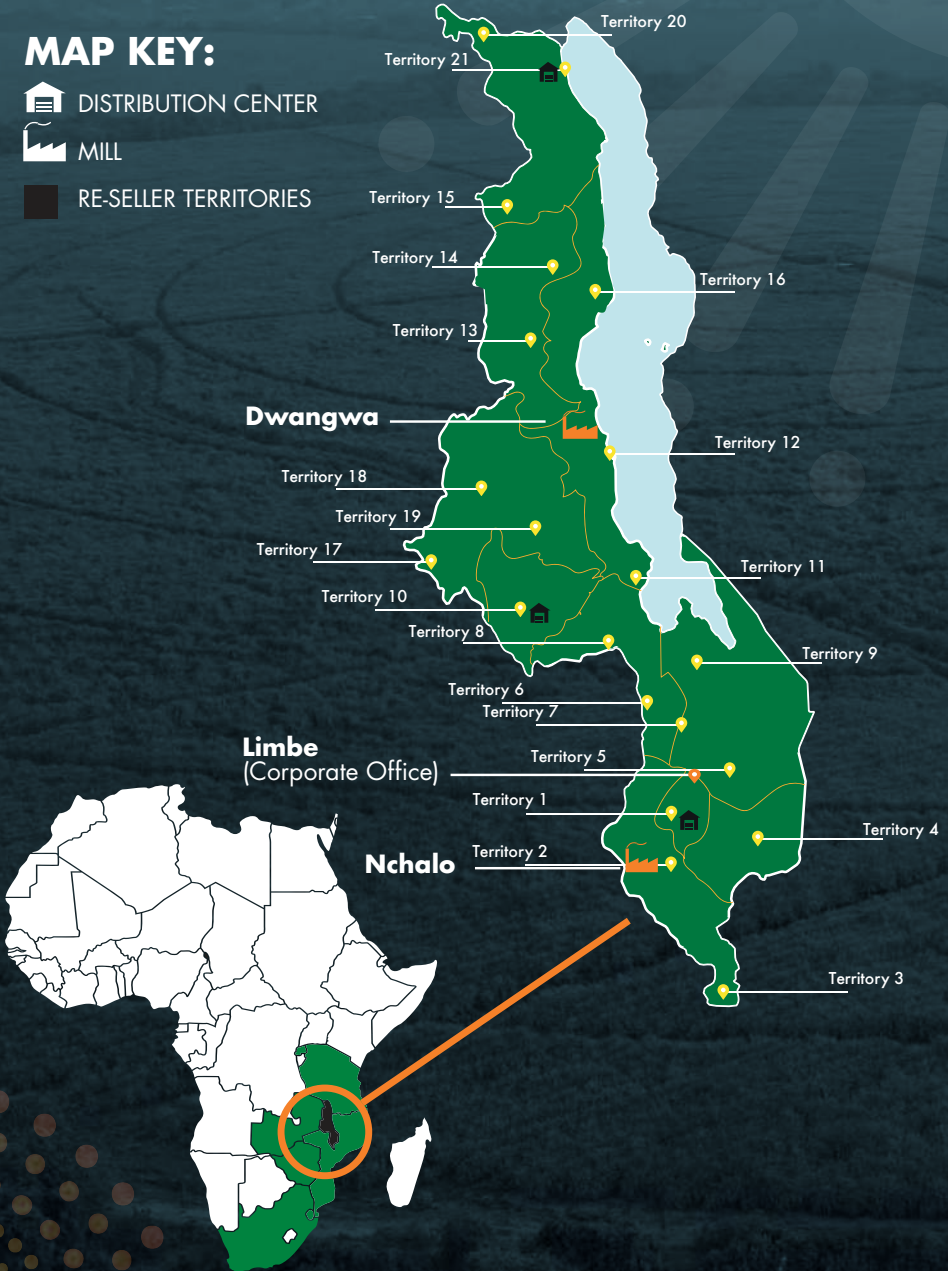 MAP KEY:
DISTRIBUTION CENTER
MILL
RE-SELLER TERRITORIES
Territory 20
Territory 21
Territory 15
Territory 14
Territory 16
Territory 13
Dwangwa
Territory 12
Territory 18
Territory 19
Territory 17
Territory 11
Territory 10
Territory 8
Territory 9
Territory 6
Territory 7
Limbe
(Corporate Office)
Territory 5
Territory 1
Territory 4
Nchalo
Territory 2
Territory 3